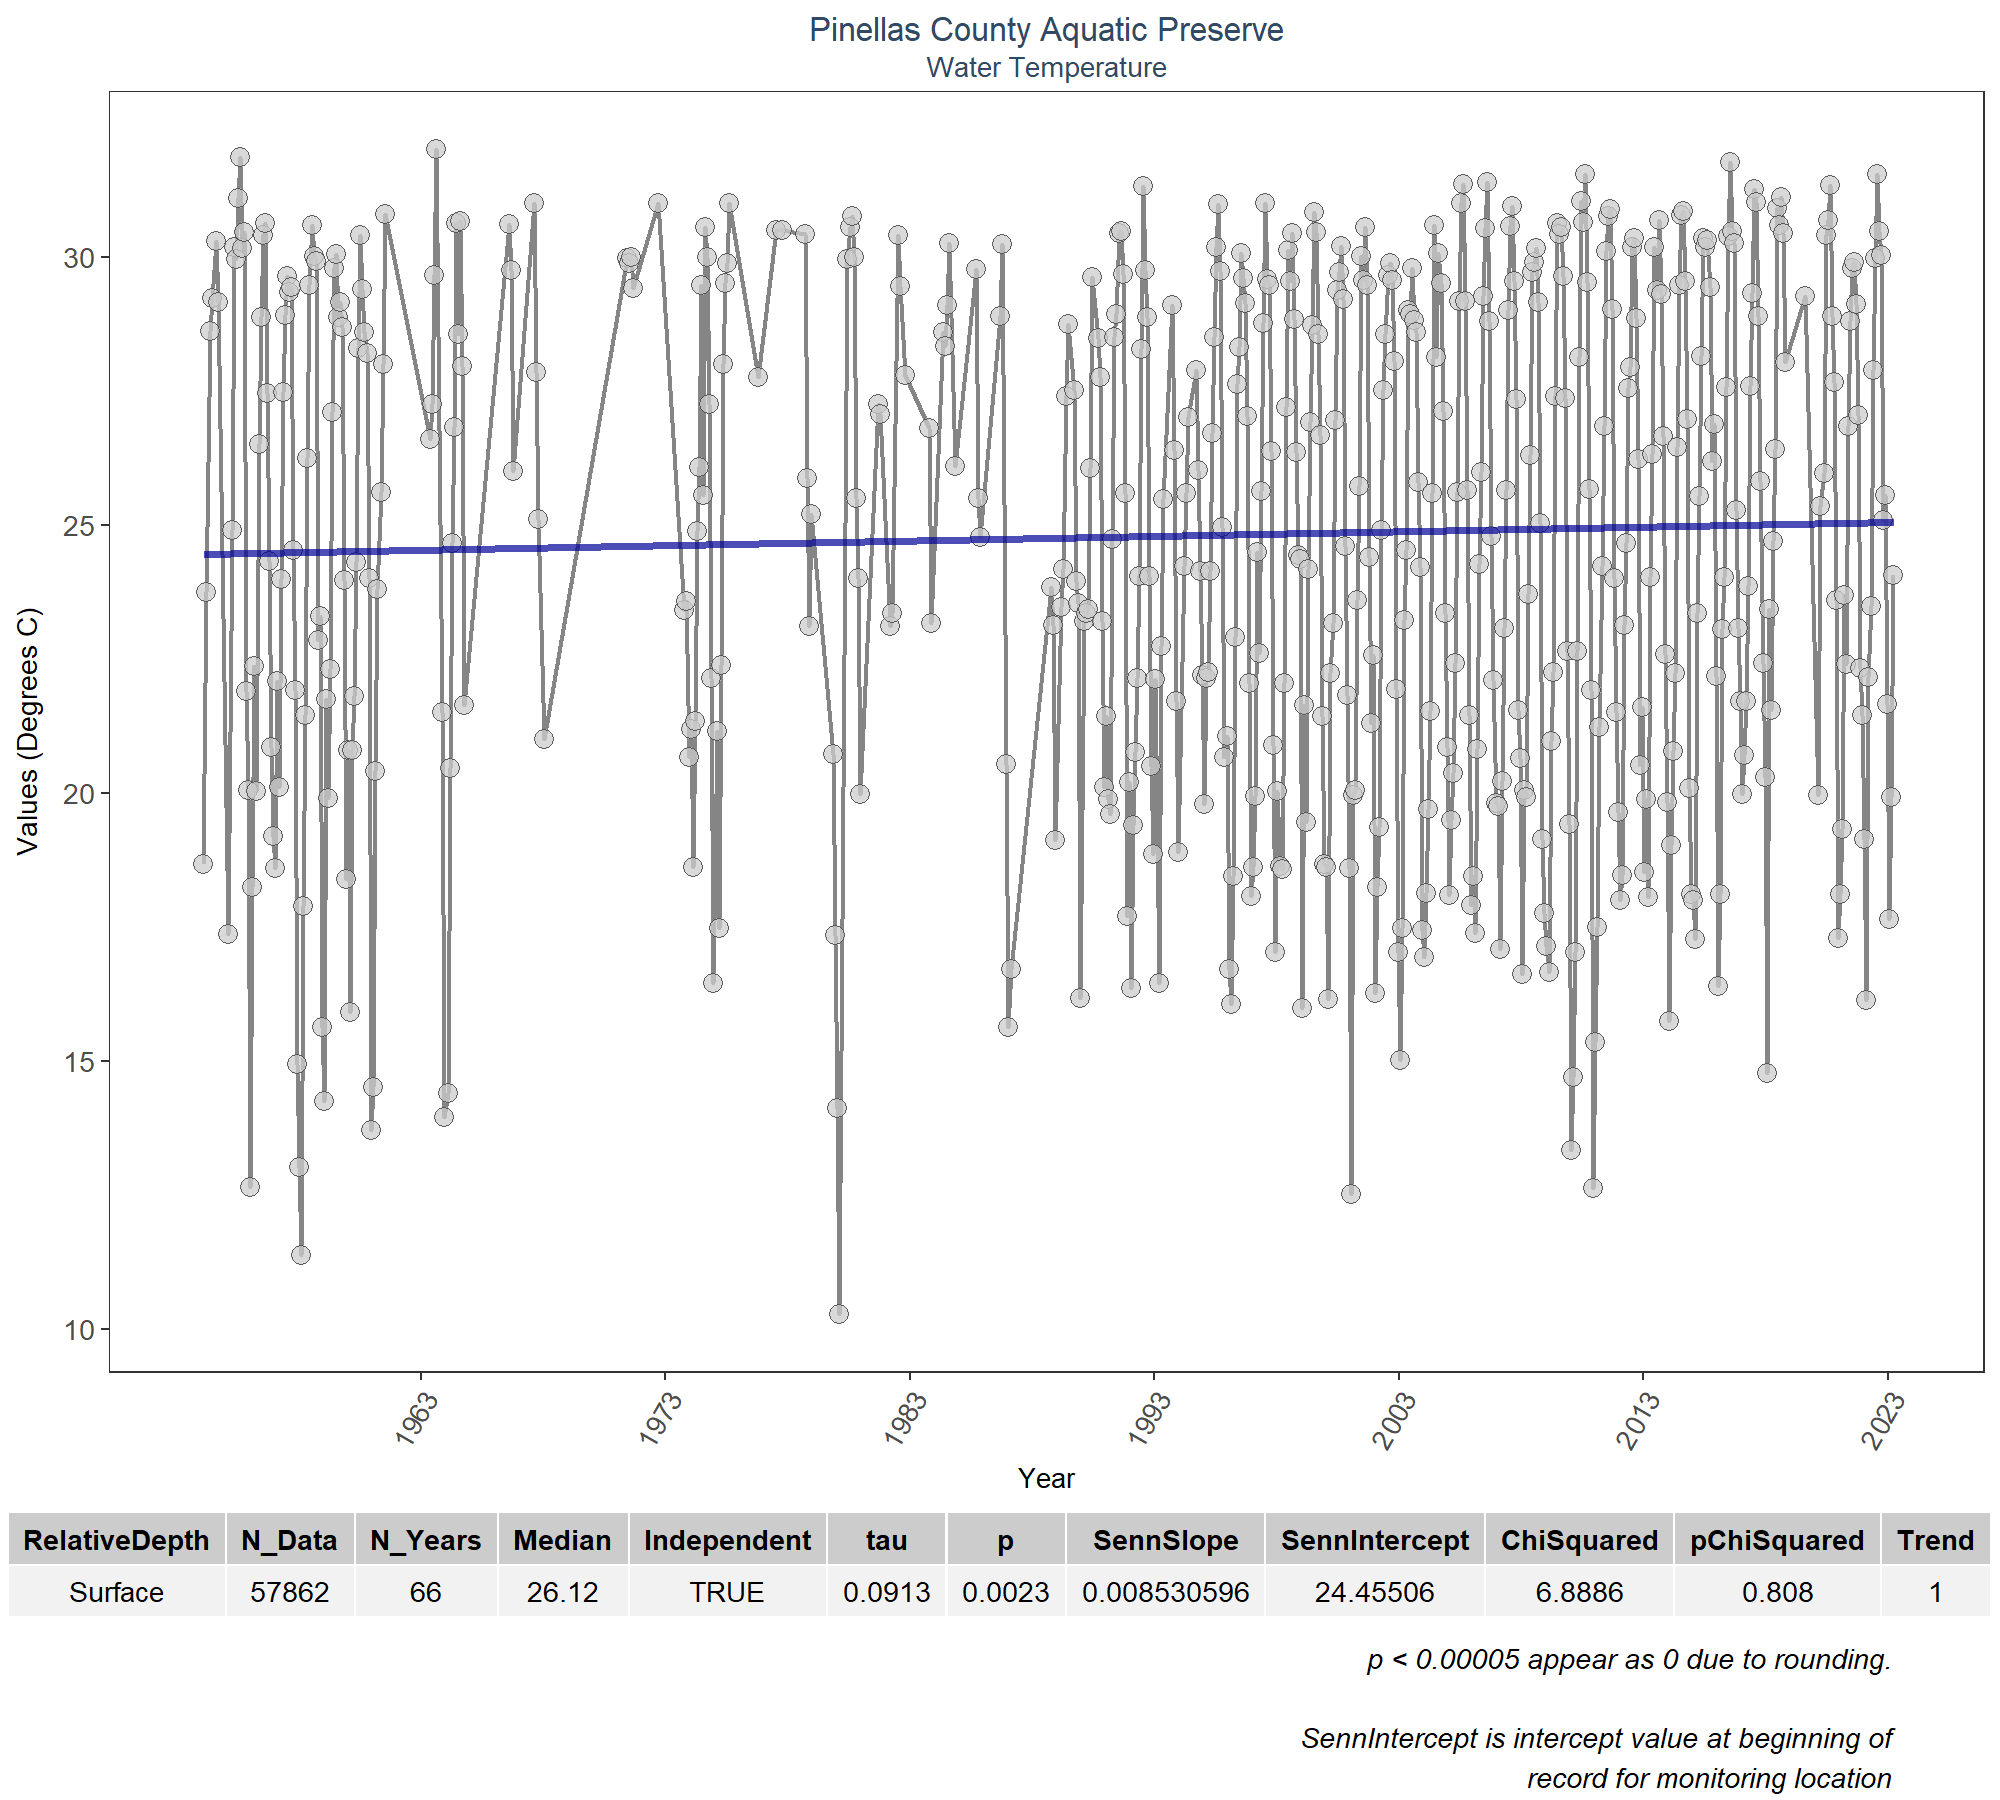 Pinellas County Aquatic Preserve
Water Temperature
Values (Degrees C)
30
25
20
15
10
1963
1973
1983
1993
2003
2013
2023
Year
RelativeDepth N_Data N_Years Median Independent tau p SennSlope SennIntercept ChiSquared pChiSquared Trend
Surface 57862 66 26.12 TRUE 0.0913 0.0023 0.008530596 24.45506 6.8886 0.808 1
p < 0.00005 appear as 0 due to rounding.
SennIntercept is intercept value at beginning of
record for monitoring location